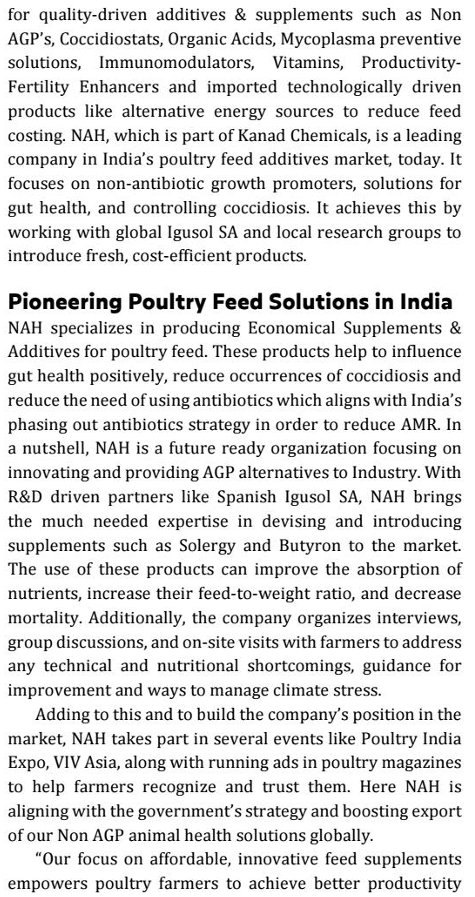 for quality-driven additives & supplements such as Non
AGP’s, Coccidiostats, Organic Acids, Mycoplasma preventive
solutions, Immunomodulators, Vitamins, Productivity-
Fertility Enhancers and imported technologically driven
products like alternative energy sources to reduce feed
costing. NAH, which is part of Kanad Chemicals, is a leading
company in India’s poultry feed additives market, today. It
focuses on non-antibiotic growth promoters, solutions for
gut health, and controlling coccidiosis. It achieves this by
working with global Igusol SA and local research groups to
introduce fresh, cost-efficient products.
Pioneering Poultry Feed Solutions in India
NAH specializes in producing Economical Supplements &
Additives for poultry feed. These products help to influence
gut health positively, reduce occurrences of coccidiosis and
reduce the need of using antibiotics which aligns with India’s
phasing out antibiotics strategy in order to reduce AMR. In
a nutshell, NAH is a future ready organization focusing on
innovating and providing AGP alternatives to Industry. With
R&D driven partners like Spanish Igusol SA, NAH brings
the much needed expertise in devising and introducing
supplements such as Solergy and Butyron to the market.
The use of these products can improve the absorption of
nutrients, increase their feed-to-weight ratio, and decrease
mortality. Additionally, the company organizes interviews,
group discussions, and on-site visits with farmers to address
any technical and nutritional shortcomings, guidance for
improvement and ways to manage climate stress.
Adding to this and to build the company’s position in the
market, NAH takes part in several events like Poultry India
Expo, VIV Asia, along with running ads in poultry magazines
to help farmers recognize and trust them. Here NAH is
aligning with the government’s strategy and boosting export
of our Non AGP animal health solutions globally.
“Our focus on affordable, innovative feed supplements
empowers poultry farmers to achieve better productivity